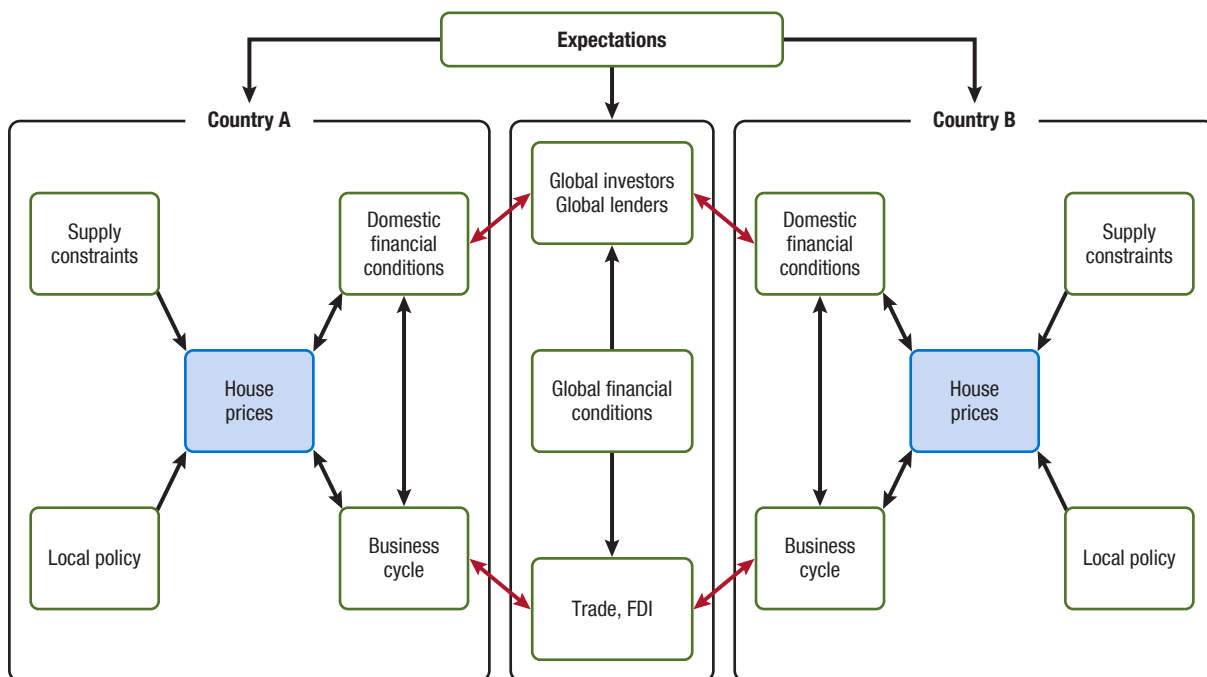 Expectations
Country A
Supply
constraints
Domestic
financial
conditions
House
prices
Local policy
Business
cycle
Global investors
Global lenders
Global financial
conditions
Trade, FDI
Country B
Domestic
financial
conditions
Supply
constraints
House
prices
Business
cycle
Local policy